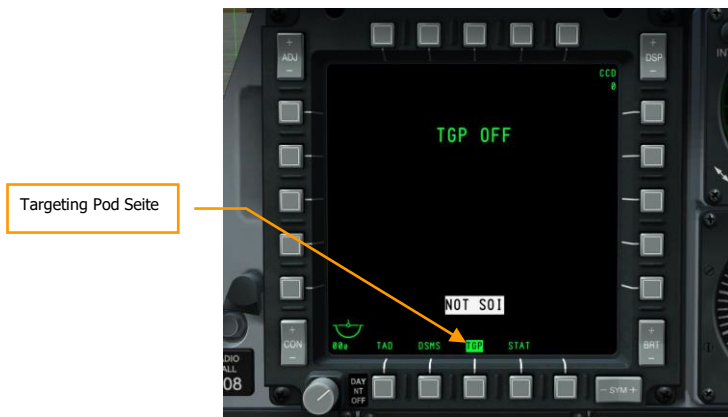 +
ADJ
-
+
DSP
-
CCD
0
IN
TGP OFF
Targeting Pod Seite
NOT SOI
+
CON
-
+
BRT
-
TAD DSMS TGP STAT
ADIO
ALL
08
DAY
NT
OFF
- SYM +